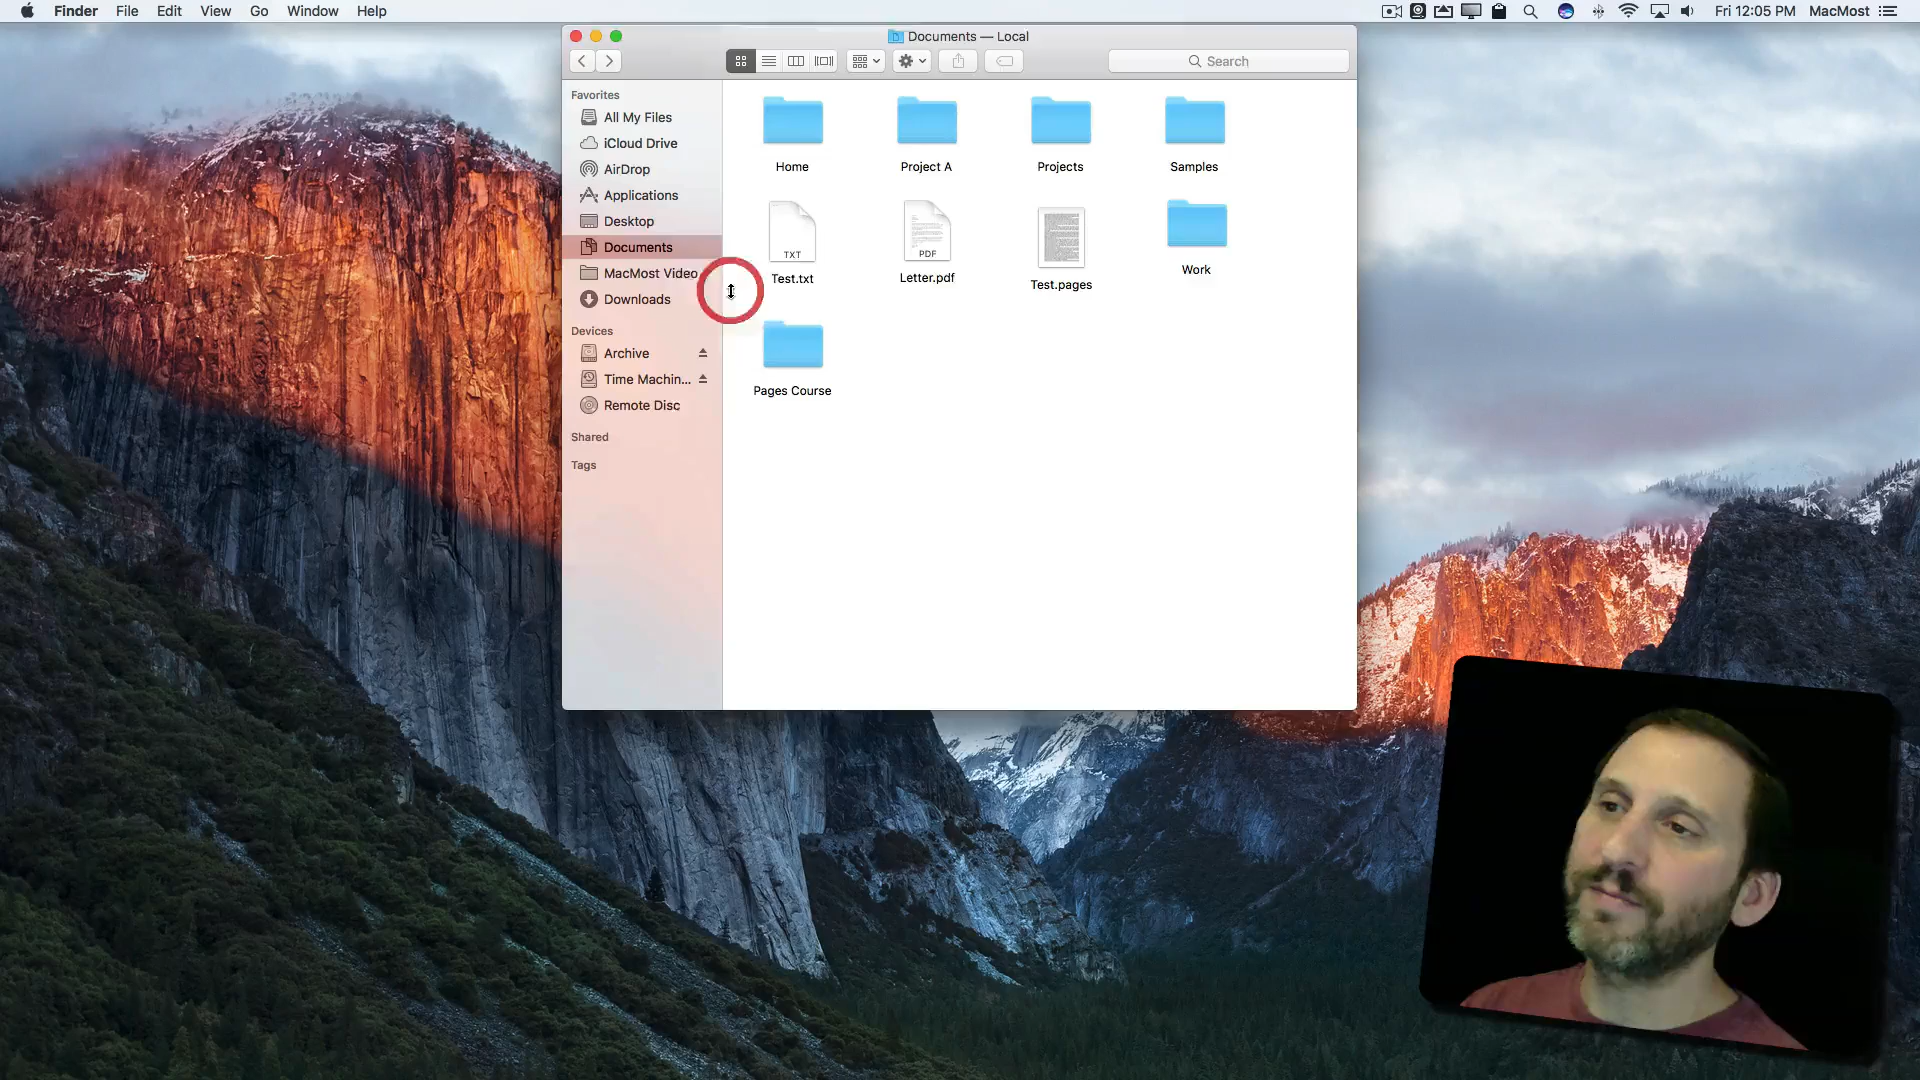 Finder File Edit View Go Window Help
Fri 12:05 PM MacMost
Documents — Local
Search
Favorites
All My Files
iCloud Drive
AirDrop
Applications
Desktop
Documents
MacMost Video
Downloads
Devices
Archive
Time Machin...
Remote Disc
Shared
Tags
Home
Project A
Projects
Samples
TXT
Test.txt
PDF
Letter.pdf
Test.pages
Work
Pages Course